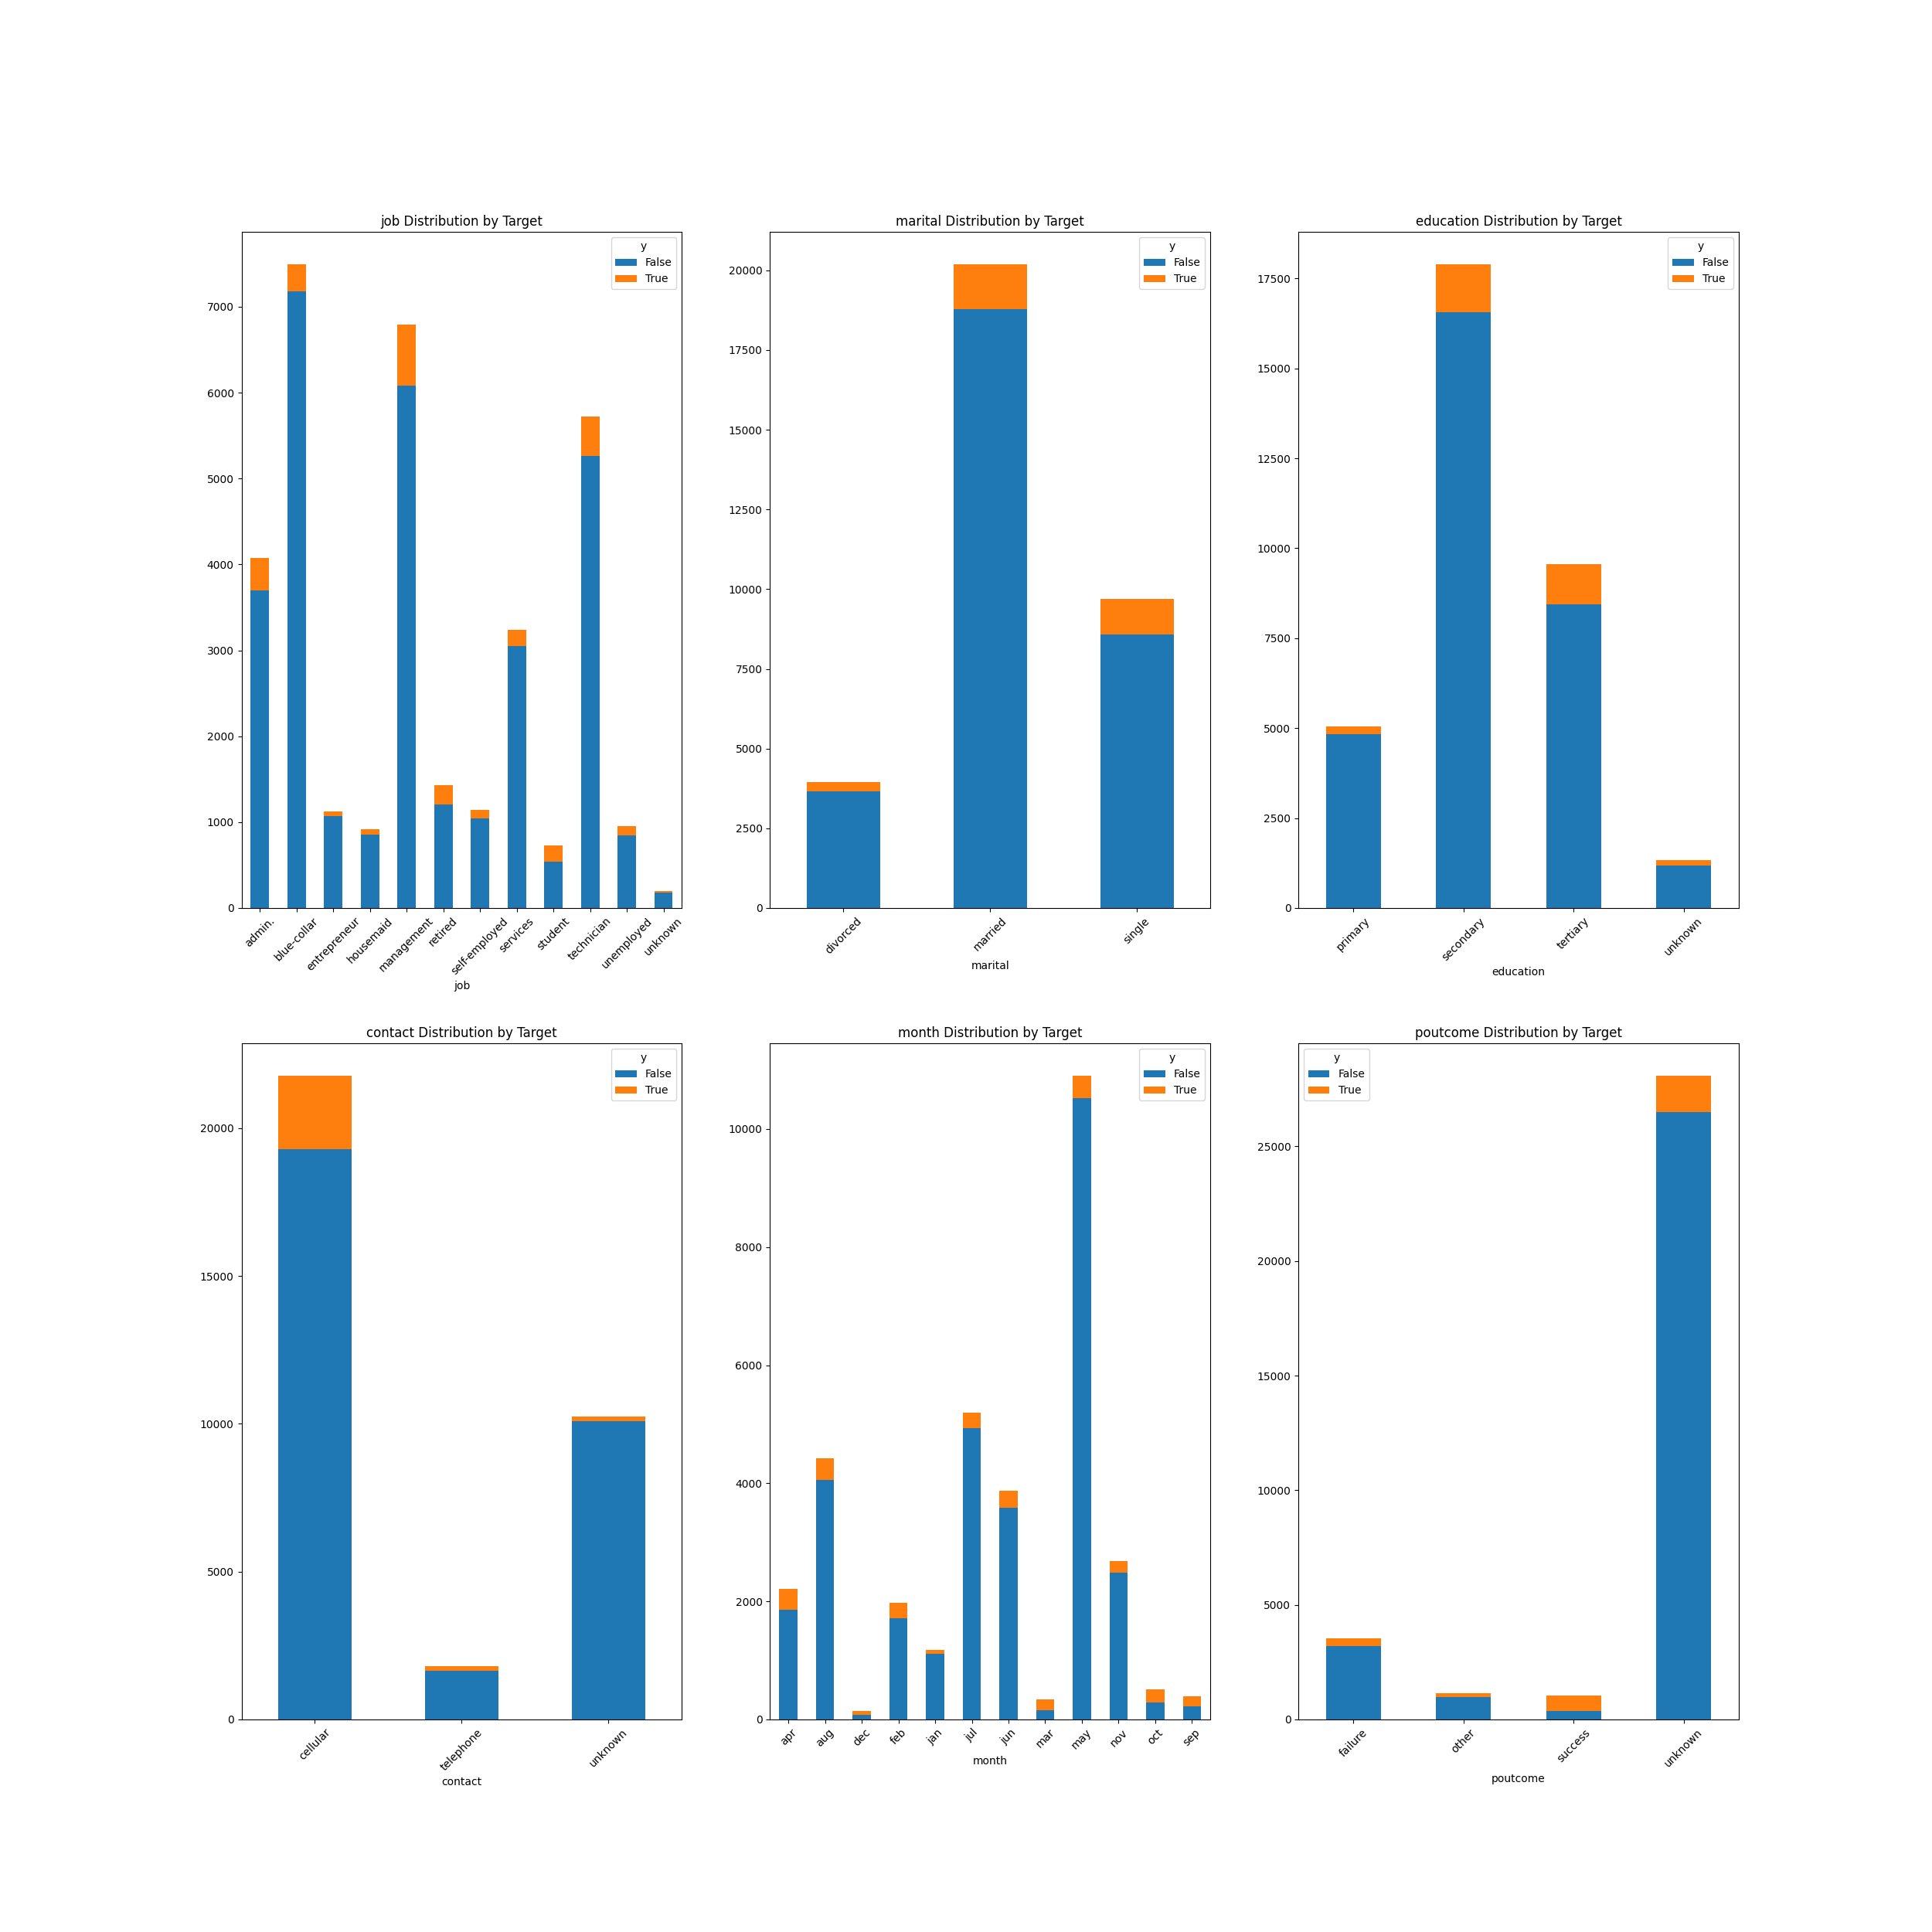 job Distribution by Target
y
False
True
7000
6000
5000
4000
3000
2000
1000
0
admin.
blue-collar
entrepreneur
housemaid
management
retired
self-employed
services
student
technician
unemployed
unknown
job
marital Distribution by Target
y
False
True
20000
17500
15000
12500
10000
7500
5000
2500
0
divorced
married
single
marital
education Distribution by Target
y
False
True
17500
15000
12500
10000
7500
5000
2500
0
primary
secondary
tertiary
unknown
education
contact Distribution by Target
y
False
True
20000
15000
10000
5000
0
cellular
telephone
unknown
contact
month Distribution by Target
y
False
True
10000
8000
6000
4000
2000
0
apr
aug
dec
feb
jan
jul
jun
mar
may
nov
oct
sep
month
poutcome Distribution by Target
y
False
True
25000
20000
15000
10000
5000
0
failure
other
success
unknown
poutcome